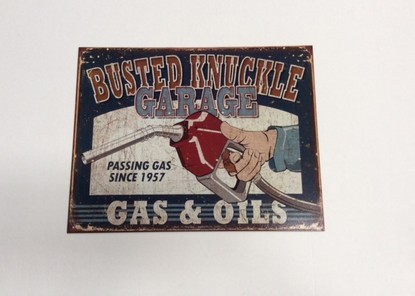 BUSTED KNUCKLE
GARAGE
PASSING GAS
SINCE 1957
GAS & OILS